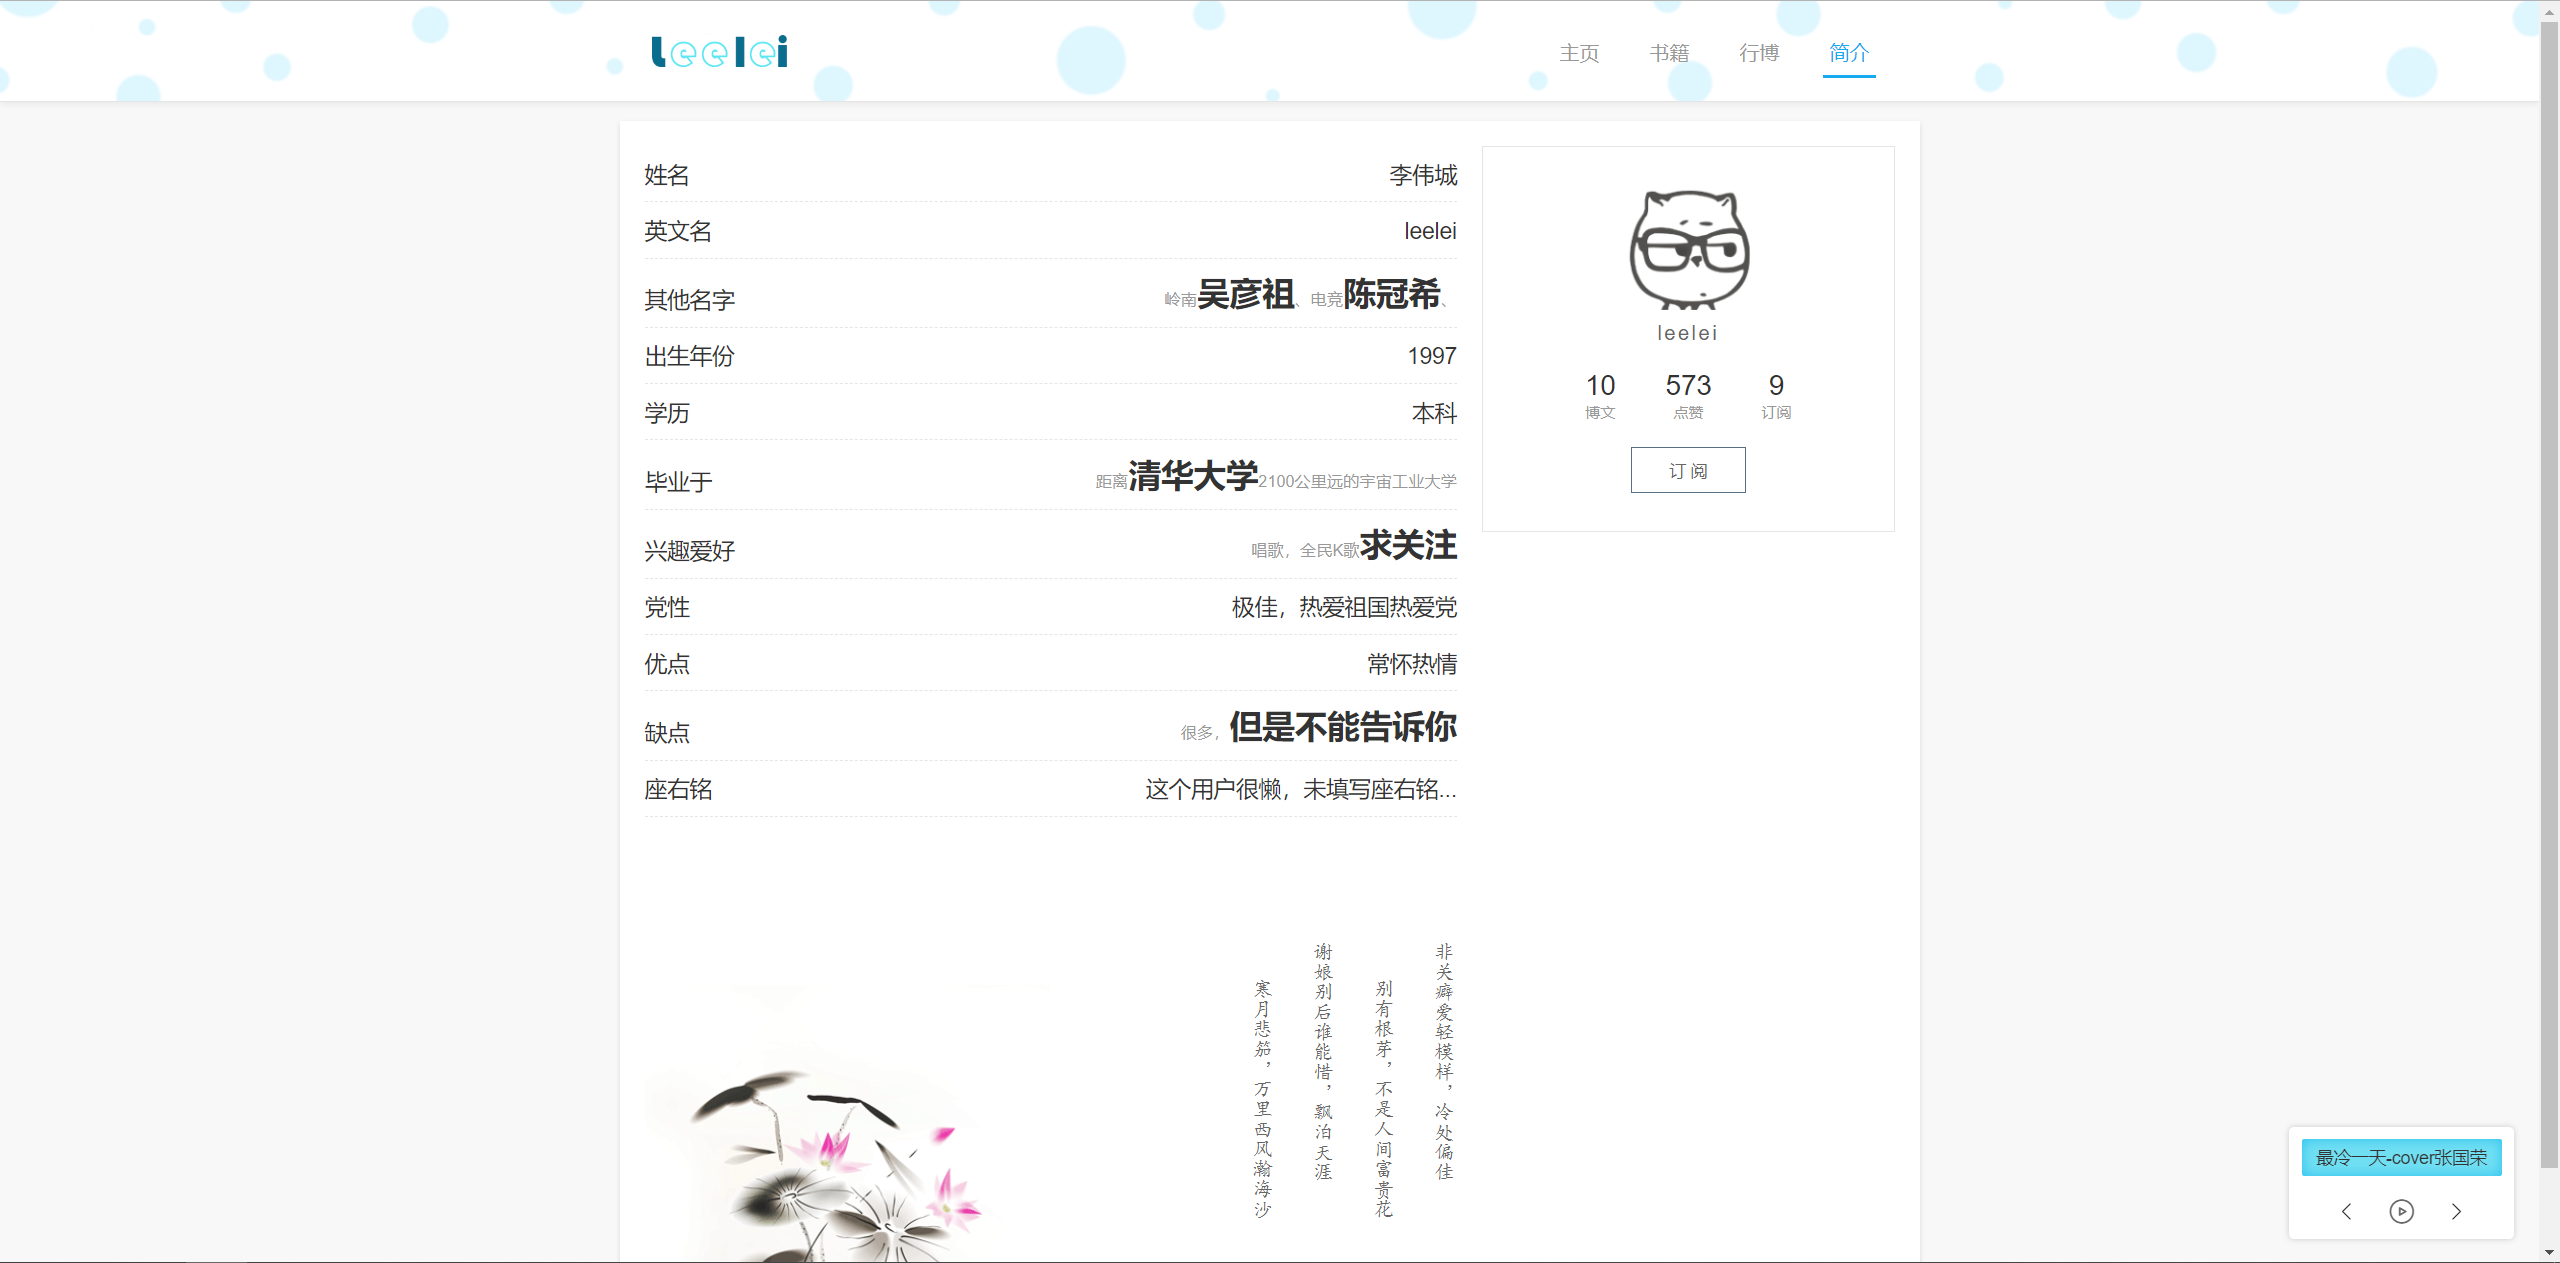 leelei
主页 书籍 行博 简介
姓名 李伟城
英文名 leelei
其他名字 岭南吴彦祖、电竞陈冠希、
出生年份 1997
学历 本科
毕业于 距离清华大学2100公里远的宇宙工业大学
兴趣爱好 唱歌，全民K歌求关注
党性 极佳，热爱祖国热爱党
优点 常怀热情
缺点 很多，但是不能告诉你
座右铭 这个用户很懒，未填写座右铭...
leelei
10 573 9
博文 点赞 订阅
订 阅
非关癖爱轻模样，冷处偏佳
别有根芽，不是人间富贵花
谢娘别后谁能惜，飘泊天涯
寒月悲笳，万里西风瀚海沙
最冷一天-cover张国荣